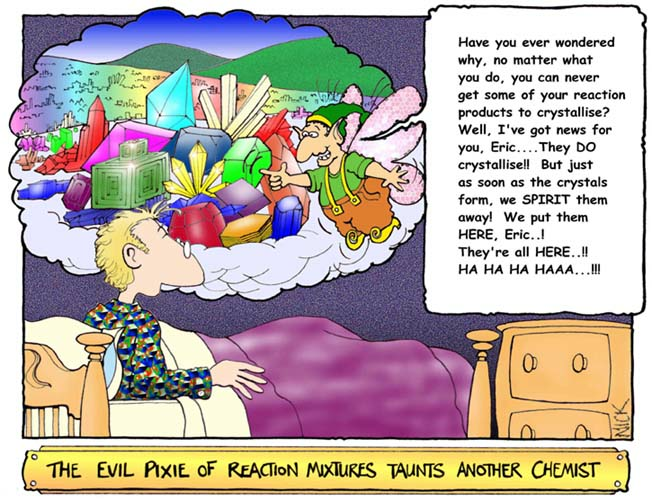 Have you ever wondered
why, no matter what
you do, you can never
get some of your reaction
products to crystallise?
Well, I've got news for
you, Eric....They DO
crystallise!! But just
as soon as the crystals
form, we SPIRIT them
away! We put them
HERE, Eric..!
They're all HERE..!!
HA HA HA HAAA...!!!
NICK
THE EVIL PIXIE OF REACTION MIXTURES TAUNTS ANOTHER CHEMIST